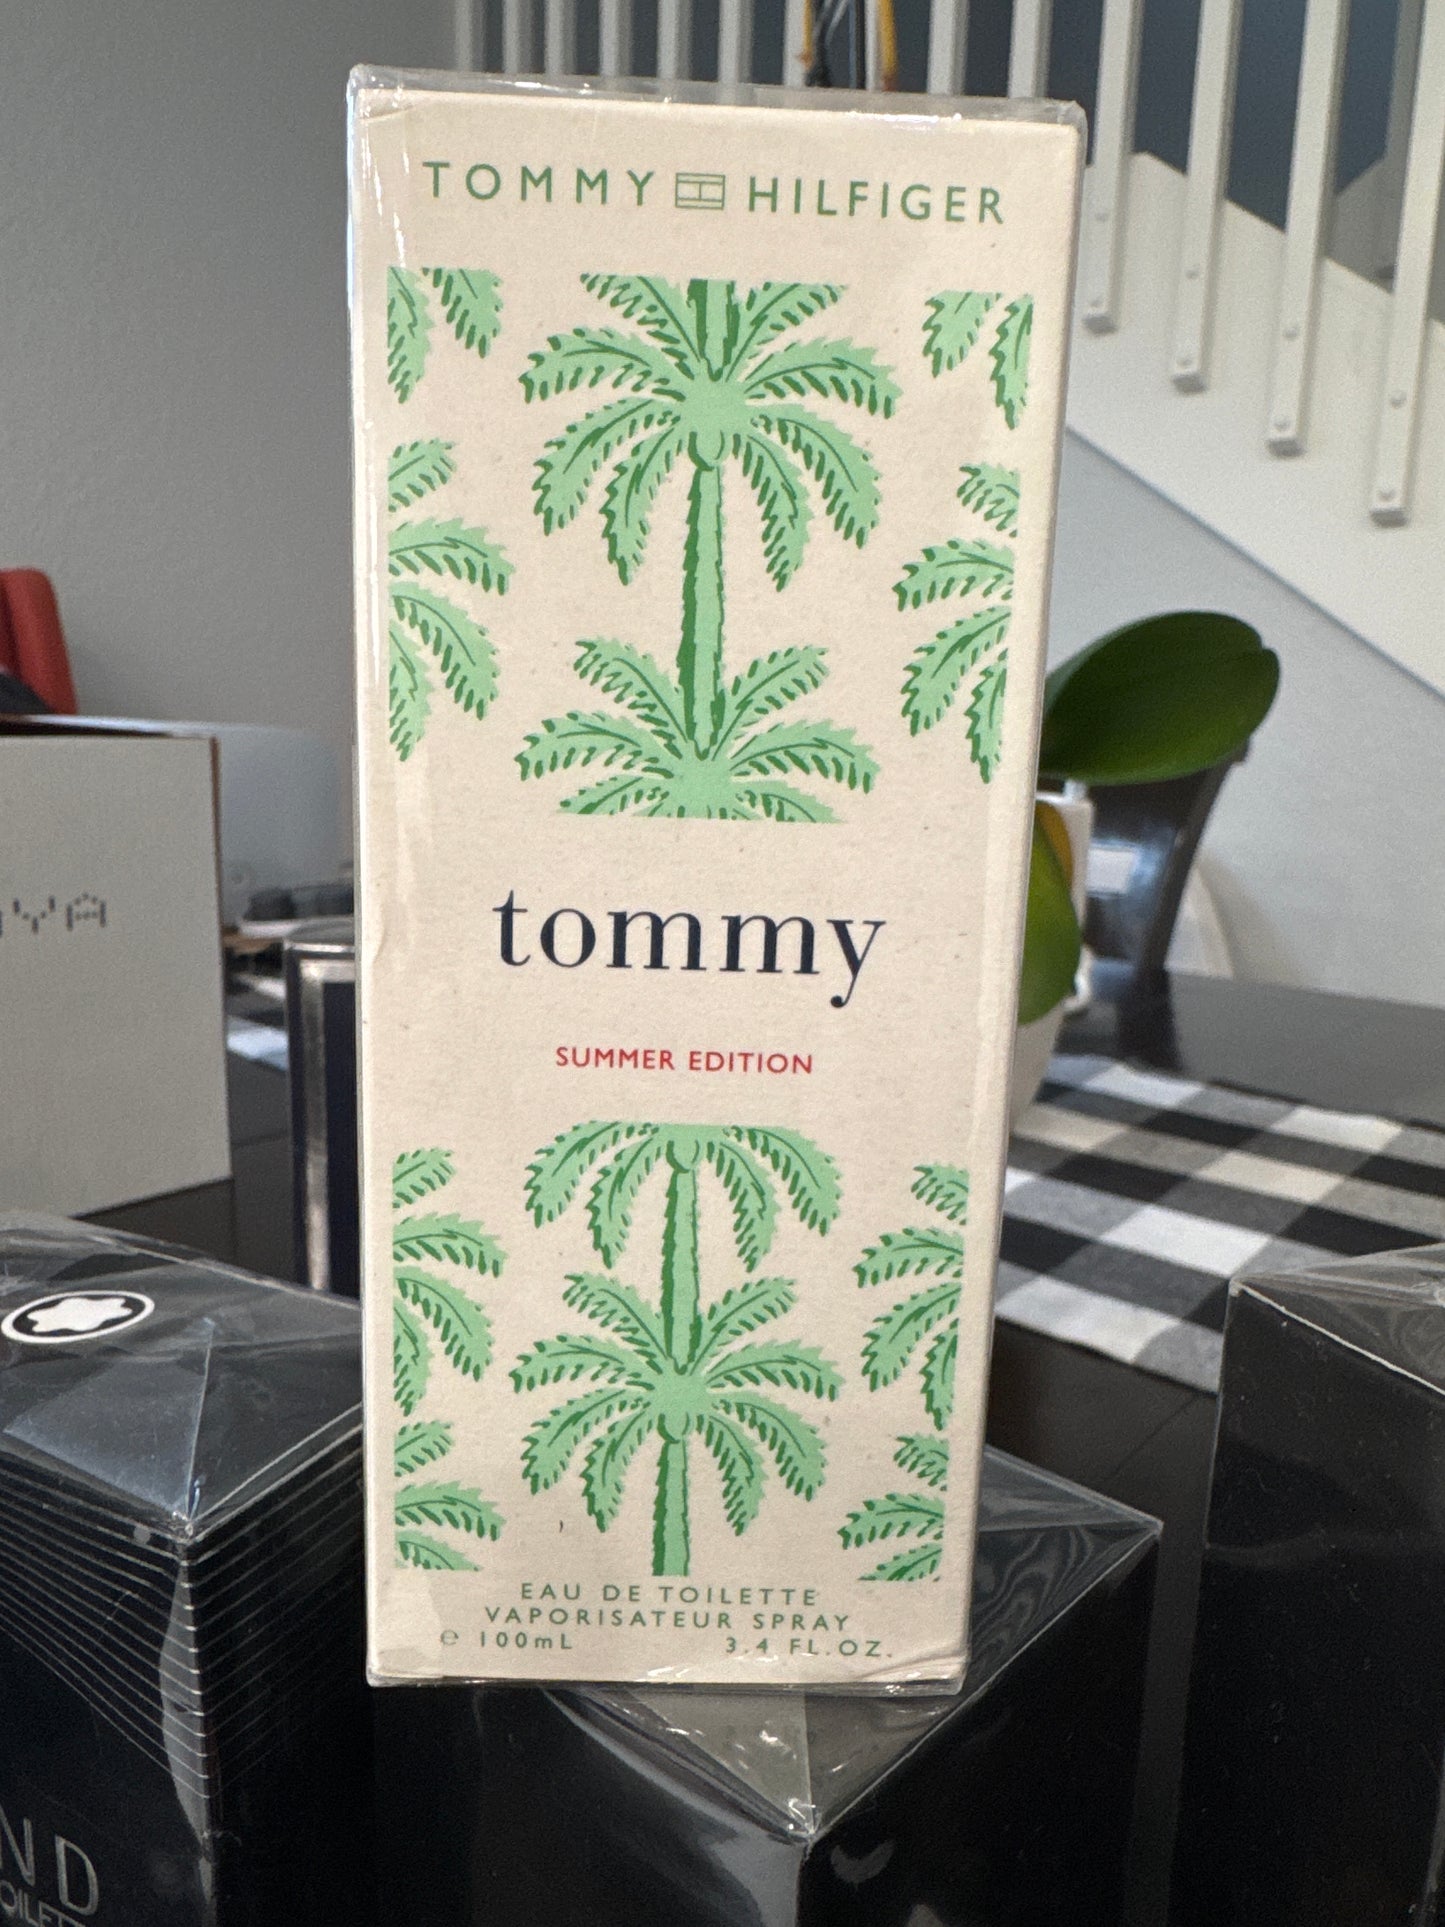 TOMMY HILFIGER
tommy
SUMMER EDITION
EAU DE TOILETTE
VAPORISATEUR SPRAY
℮ 100mL 3.4 FL.OZ.